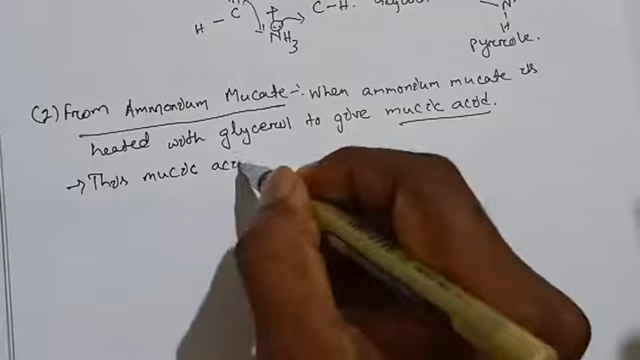 H - C C-H.
NH3 N
H
Pyrrole.
(2) From Ammonium Mucate :- When ammonium mucate is
heated with glycerol to give mucic acid.
→ This mucic aci